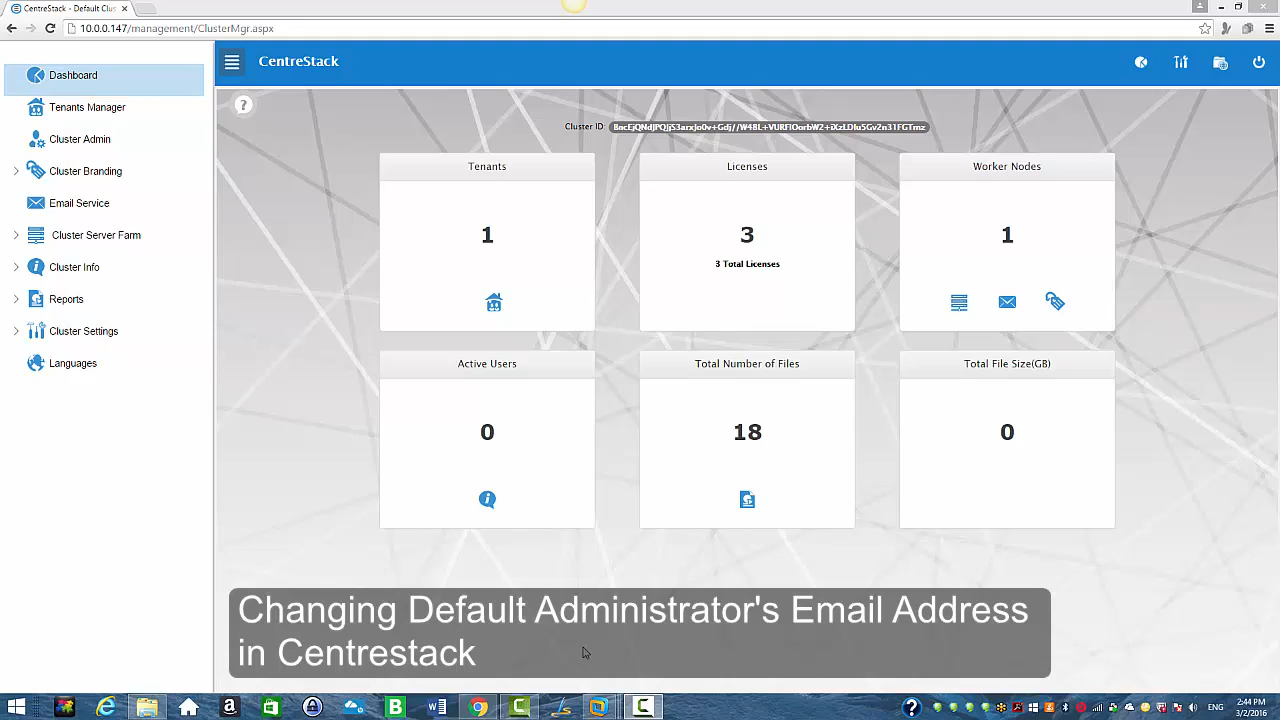 CentreStack - Default Clus
10.0.0.147/management/ClusterMgr.aspx
Dashboard
Tenants Manager
Cluster Admin
Cluster Branding
Email Service
Cluster Server Farm
Cluster Info
Reports
Cluster Settings
Languages
CentreStack
?
Cluster ID
Tenants
1
Licenses
3
3 Total Licenses
Worker Nodes
1
Active Users
0
Total Number of Files
18
Total File Size(GB)
0
Changing Default Administrator's Email Address
in Centrestack
ENG
2:44 PM
3/2/2016